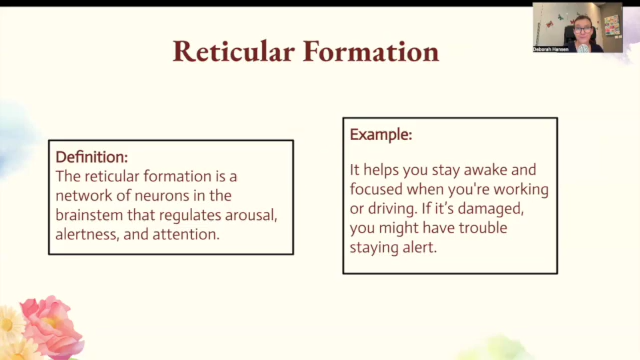 Deborah Hansen
Reticular Formation
Definition:
The reticular formation is a
network of neurons in the
brainstem that regulates arousal,
alertness, and attention.
Example:
It helps you stay awake and
focused when you're working
or driving. If it's damaged,
you might have trouble
staying alert.